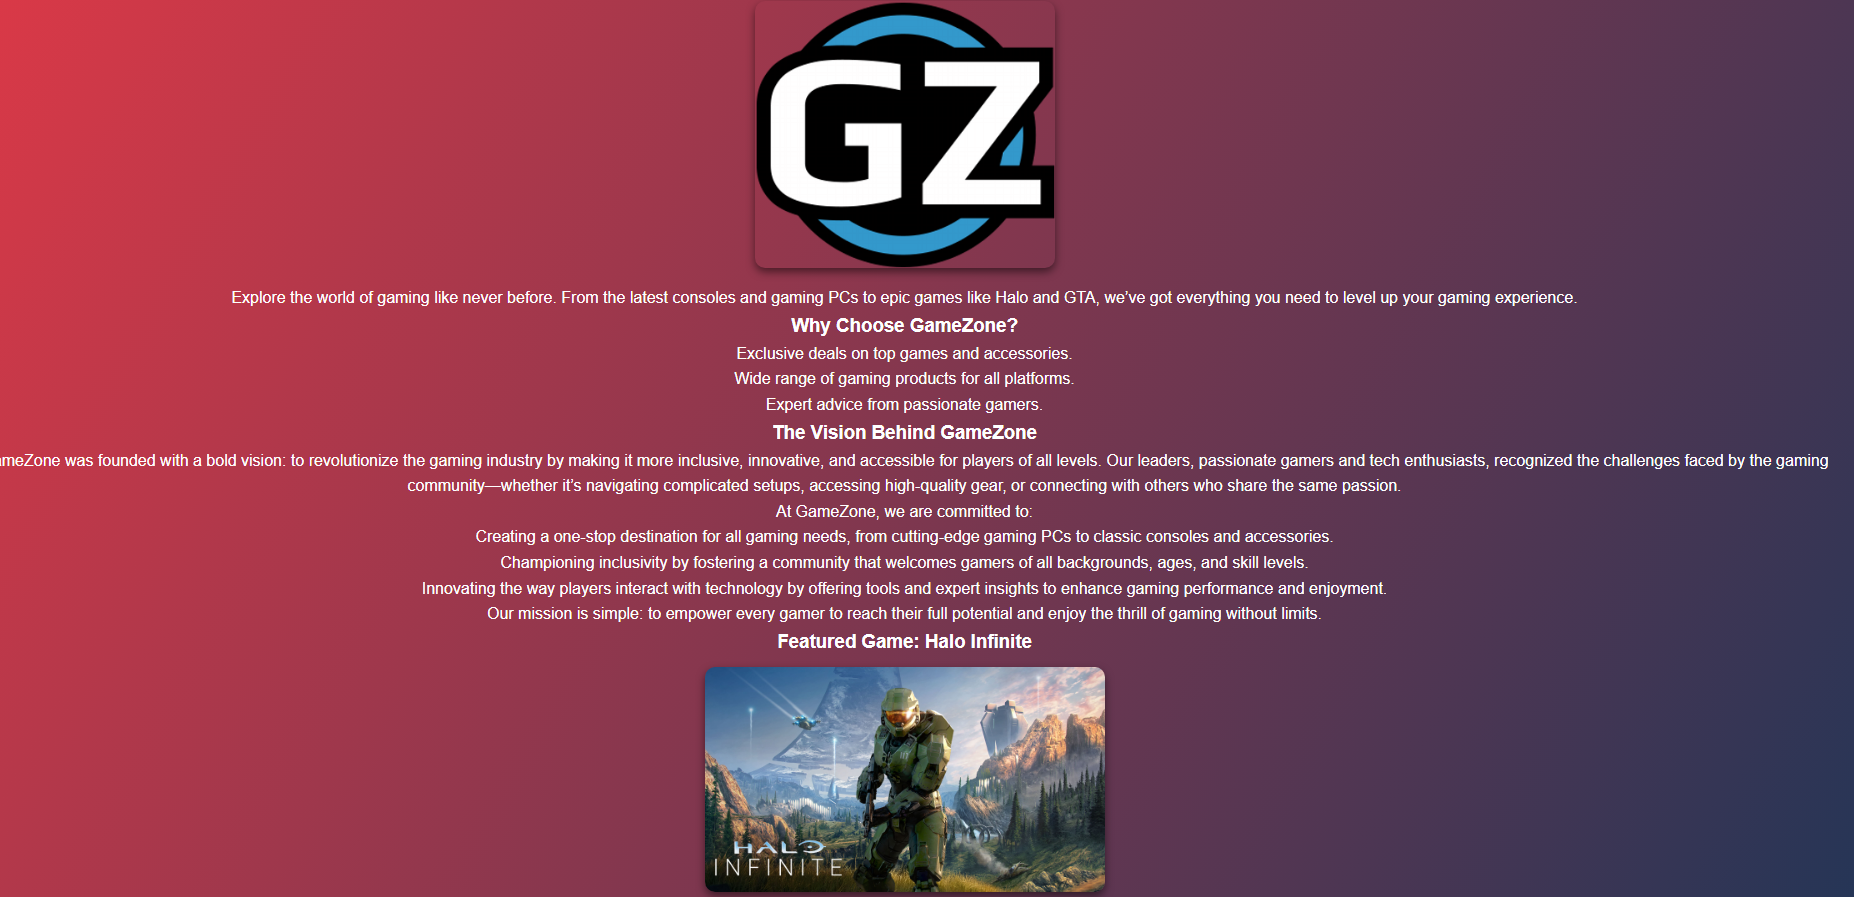 GZ
Explore the world of gaming like never before. From the latest consoles and gaming PCs to epic games like Halo and GTA, we've got everything you need to level up your gaming experience.
Why Choose GameZone?
Exclusive deals on top games and accessories.
Wide range of gaming products for all platforms.
Expert advice from passionate gamers.
The Vision Behind GameZone
ameZone was founded with a bold vision: to revolutionize the gaming industry by making it more inclusive, innovative, and accessible for players of all levels. Our leaders, passionate gamers and tech enthusiasts, recognized the challenges faced by the gaming
community—whether it's navigating complicated setups, accessing high-quality gear, or connecting with others who share the same passion.
At GameZone, we are committed to:
Creating a one-stop destination for all gaming needs, from cutting-edge gaming PCs to classic consoles and accessories.
Championing inclusivity by fostering a community that welcomes gamers of all backgrounds, ages, and skill levels.
Innovating the way players interact with technology by offering tools and expert insights to enhance gaming performance and enjoyment.
Our mission is simple: to empower every gamer to reach their full potential and enjoy the thrill of gaming without limits.
Featured Game: Halo Infinite
HALO
INFINITE